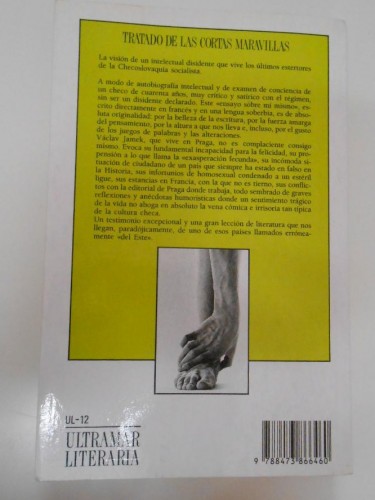 TRATADO DE LAS CORTAS MARAVILLAS
La visión de un intelectual disidente que vive los últimos estertores
de la Checoslovaquia socialista.
A modo de autobiografía intelectual y de examen de conciencia de
un checo de cuarenta años, muy crítico y satírico con el régimen,
sin ser un disidente declarado. Este «ensayo sobre mí mismo», es-
crito directamente en francés y en una lengua soberbia, es de abso-
luta originalidad: por la belleza de la escritura, por la fuerza amarga
del pensamiento, por la altura a que nos lleva e, incluso, por el gusto
de los juegos de palabras y las aliteraciones.
Václav Jamek, que vive en Praga, no es complaciente consigo
mismo. Evoca su fundamental incapacidad para la felicidad, su pro-
pensión a lo que llama la «exasperación fecunda», su incómoda si-
tuación de ciudadano de un país que siempre ha estado en falso en
la Historia, sus infortunios de homosexual condenado a un estéril
ligue, sus estancias en Francia, con la que no es tierno, sus conflic-
tos con la editorial de Praga donde trabaja, todo sembrado de graves
reflexiones y anécdotas humorísticas donde un sentimiento trágico
de la vida no ahoga en absoluto la vena cómica e irrisoria tan típica
de la cultura checa.
Un testimonio excepcional y una gran lección de literatura que nos
llegan, paradójicamente, de uno de esos países llamados errónea-
mente «del Este».
UL-12
ULTRAMAR
LITERARIA
9 788473 866460